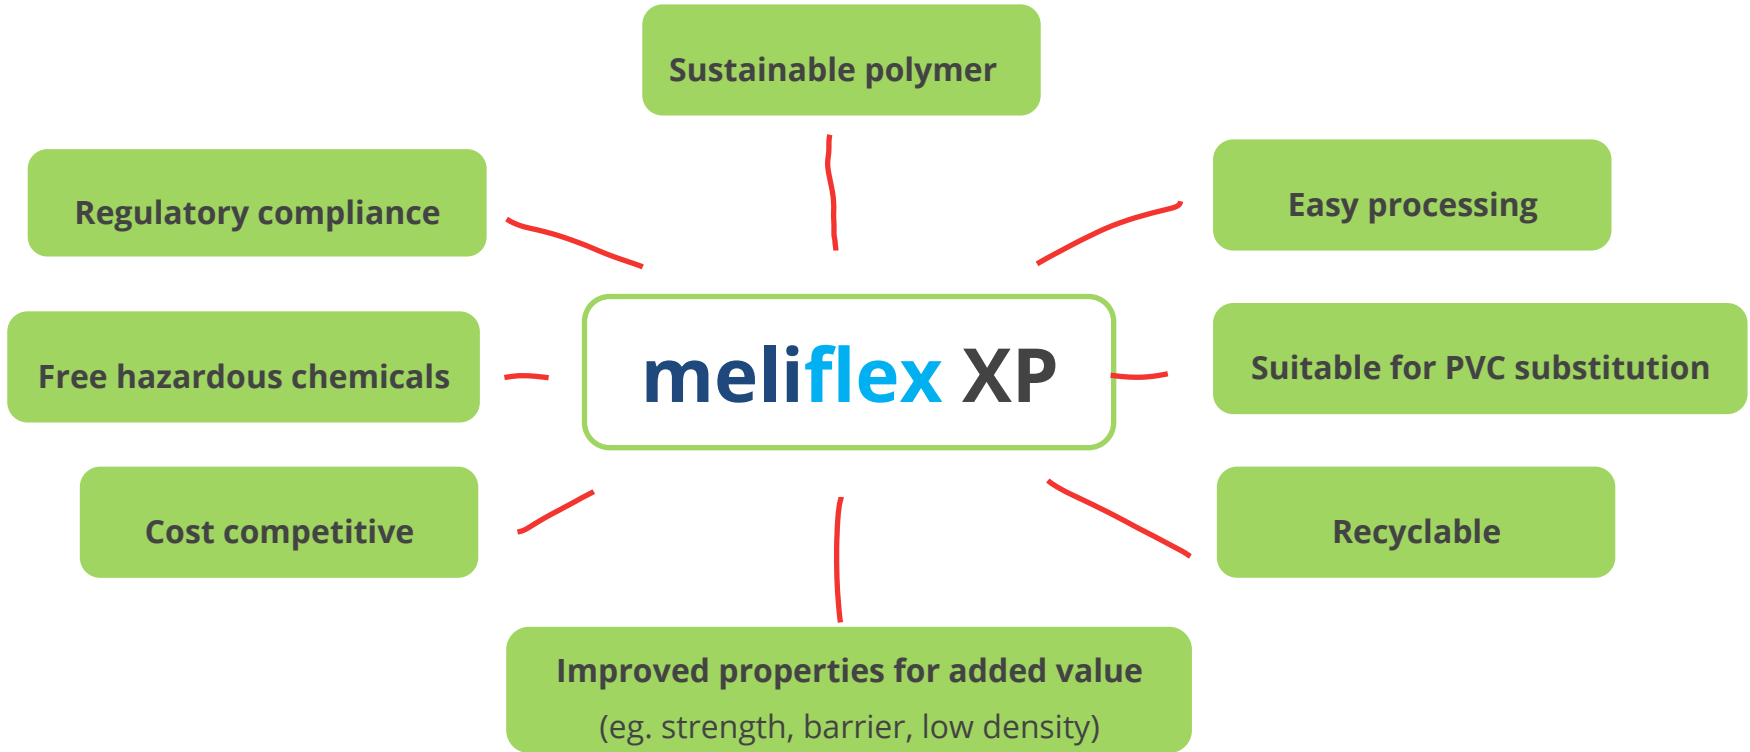 Sustainable polymer
Regulatory compliance
Easy processing
Free hazardous chemicals
meliflex XP
Suitable for PVC substitution
Cost competitive
Recyclable
Improved properties for added value
(eg. strength, barrier, low density)